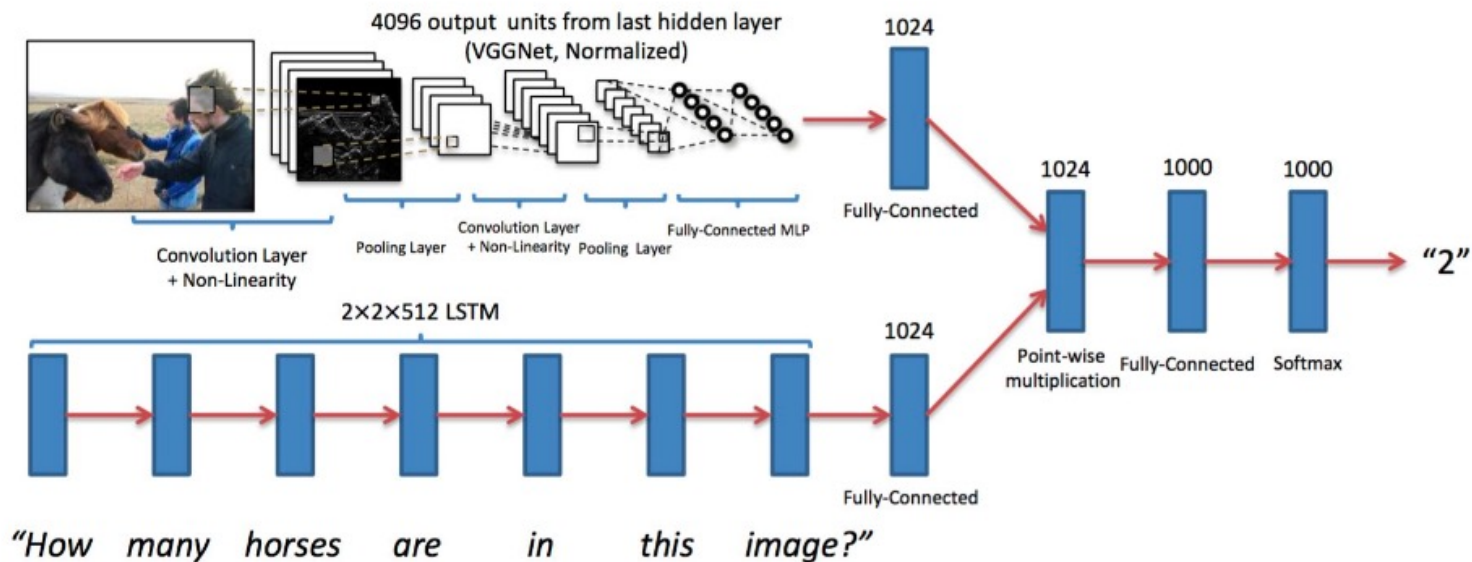 4096 output units from last hidden layer
(VGGNet, Normalized)
1024
Fully-Connected
Convolution Layer
+ Non-Linearity
Pooling Layer
Convolution Layer
+ Non-Linearity
Pooling Layer
Fully-Connected MLP
1024
1000
1000
"2"
2×2×512 LSTM
1024
Point-wise
multiplication
Fully-Connected
Softmax
Fully-Connected
"How many horses are in this image?"